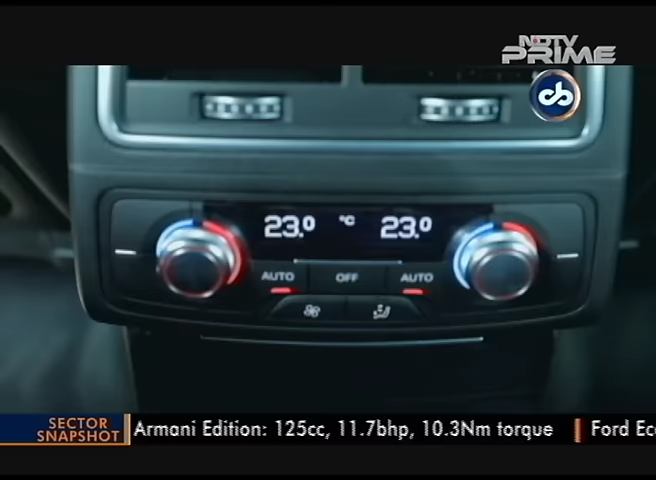 NDTV
PRIME
cb
23.0 °C 23.0
AUTO OFF AUTO
SECTOR
SNAPSHOT
Armani Edition: 125cc, 11.7bhp, 10.3Nm torque
Ford Ec